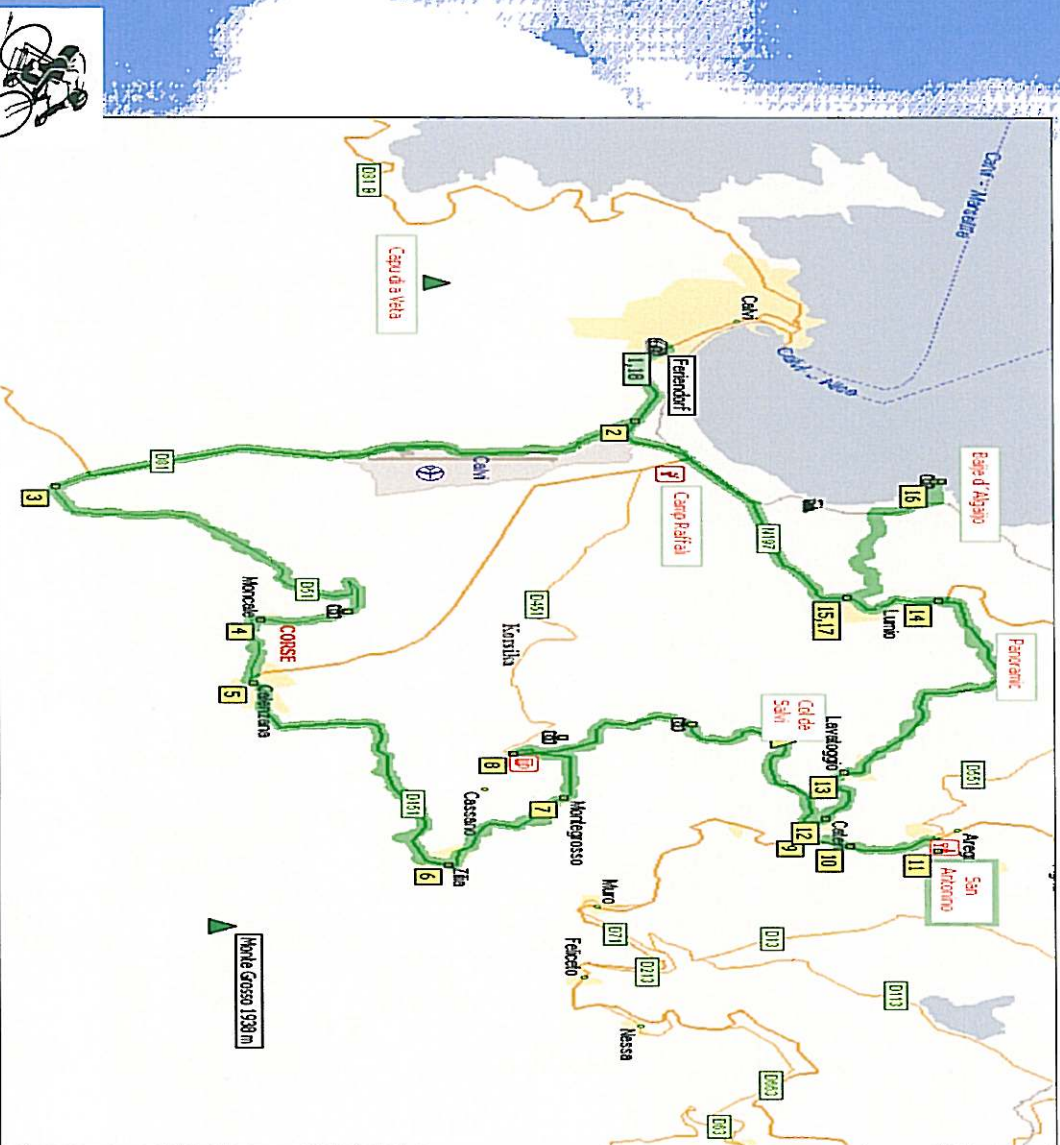 Calvi - Marseille
Baije d'Algaijo
16
D81 B
Capu di a Veta
Calvi
Calvi - Nice
Feriendorf
1,18
2
Calvi
Camp Raffali
N197
15,17
Lumio
14
Panoramic
D81
3
D51
Moncale
4
CORSE
5
Calenzana
D451
Korsika
Col de
Salvi
Lavatoggio
13
D551
12
9
10
11
San
Antonino
8
Cassano
7
Montegrosso
D151
6
Zilia
Muro
D71
Feliceto
D213
D13
D113
Nessa
D663
D63
Monte Grosso 1938 m